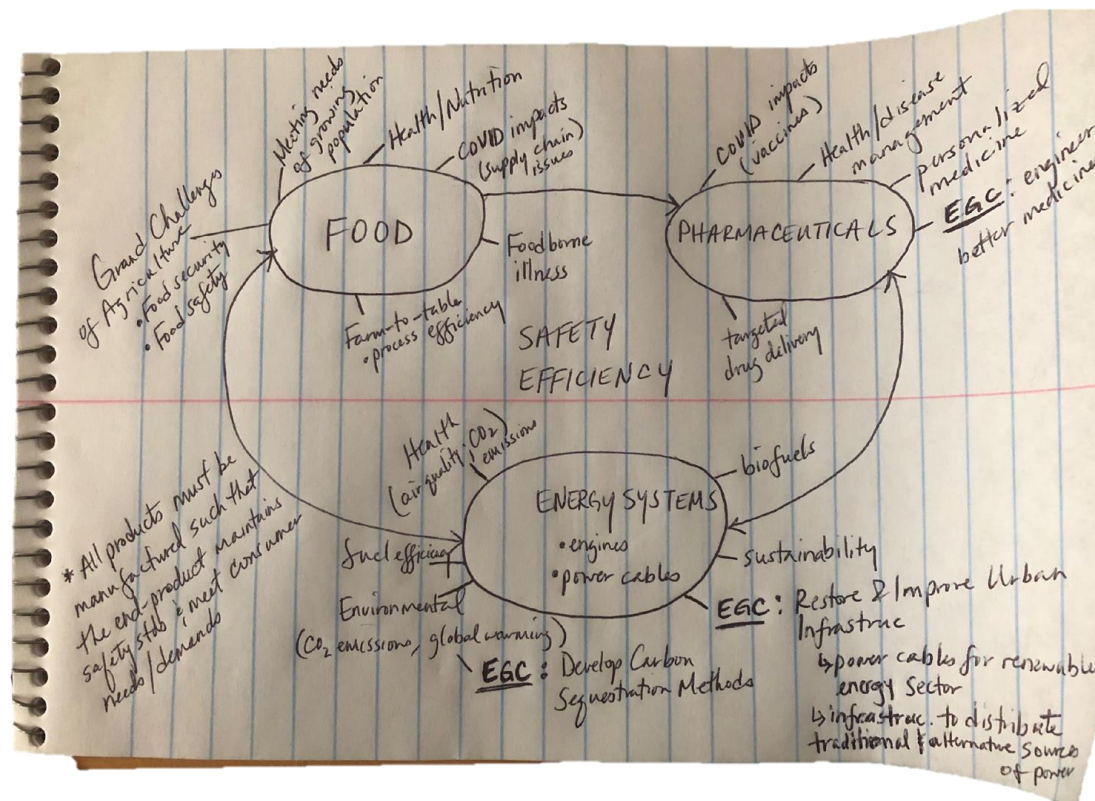 Meeting needs
of growing
population
Health/Nutrition
COVID impacts
(supply chain)
issues
Grand Challenges
of Agriculture
• Food security
• Food safety
FOOD
Foodborne
illness
Farm-to-table
• process efficiency
COVID impacts
(vaccines)
Health/disease
management
personalized
medicine
EGC: engineer
better medicines
PHARMACEUTICALS
targeted
drug delivery
SAFETY
EFFICIENCY
Health
(air quality, CO2)
emissions
ENERGY SYSTEMS
• engines
• power cables
biofuels
sustainability
fuel efficiency
Environmental
(CO2 emissions, global warming)
EGC: Develop Carbon
Sequestration Methods
EGC: Restore & Improve Urban
Infrastruc
↳ power cables for renewable
energy sector
↳ infrastruc. to distribute
traditional & alternative sources
of power
* All products must be
manufactured such that
the end-product maintains
safety stds & meet consumer
needs/demands